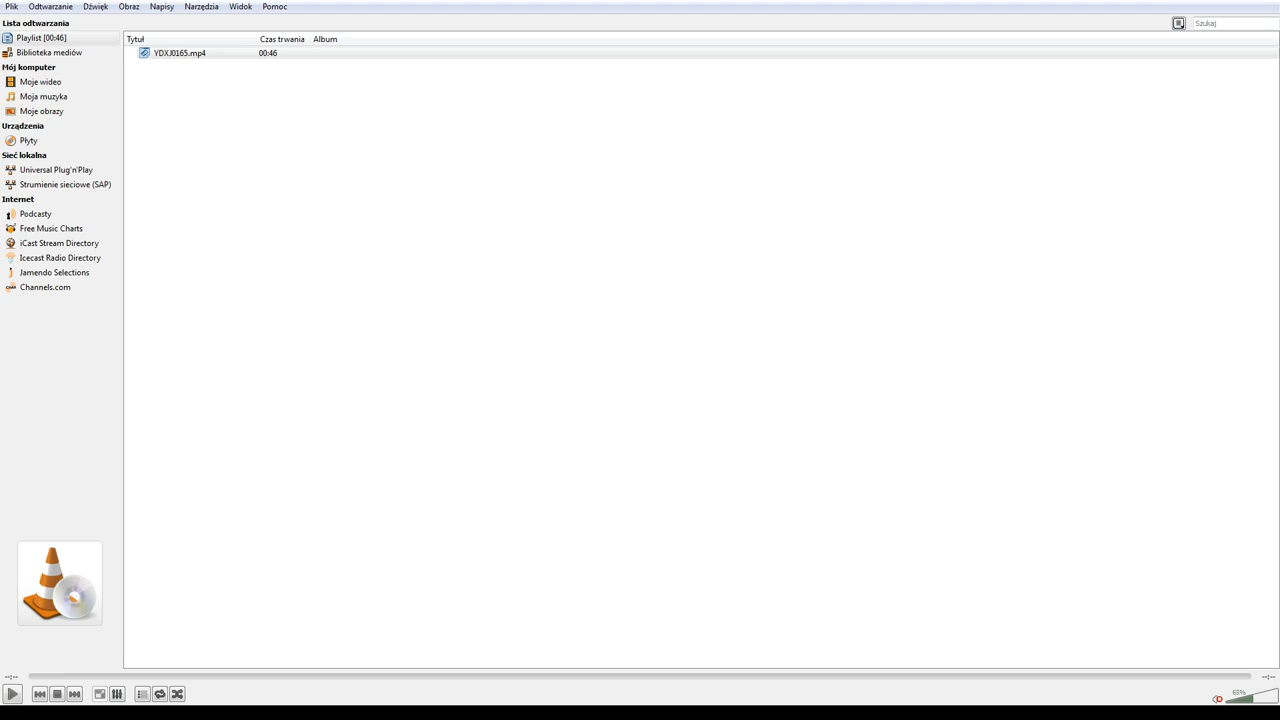 Plik Odtwarzanie Dźwięk Obraz Napisy Narzędzia Widok Pomoc
Lista odtwarzania
Szukaj
Playlist [00:46]
Tytuł Czas trwania Album
Biblioteka mediów
YDXJ0165.mp4 00:46
Mój komputer
Moje wideo
Moja muzyka
Moje obrazy
Urządzenia
Płyty
Sieć lokalna
Universal Plug'n'Play
Strumienie sieciowe (SAP)
Internet
Podcasty
Free Music Charts
iCast Stream Directory
Icecast Radio Directory
Jamendo Selections
Channels.com
--:-- --:--
65%